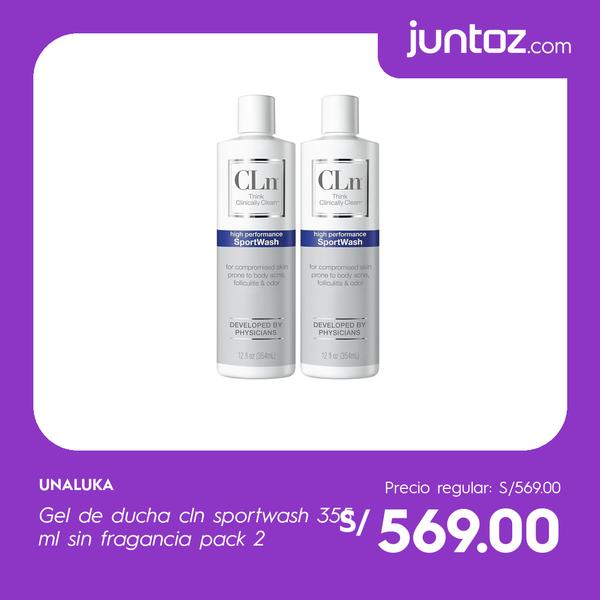 juntoz.com
CLn
Think
Clinically Clean™
high performance
SportWash
for compromised skin
prone to body acne,
folliculitis & odor
DEVELOPED BY
PHYSICIANS
12 fl oz (354mL)
CLn
Think
Clinically Clean™
high performance
SportWash
for compromised skin
prone to body acne,
folliculitis & odor
DEVELOPED BY
PHYSICIANS
12 fl oz (354mL)
UNALUKA
Gel de ducha cln sportwash 355
ml sin fragancia pack 2
Precio regular: S/569.00
S/ 569.00